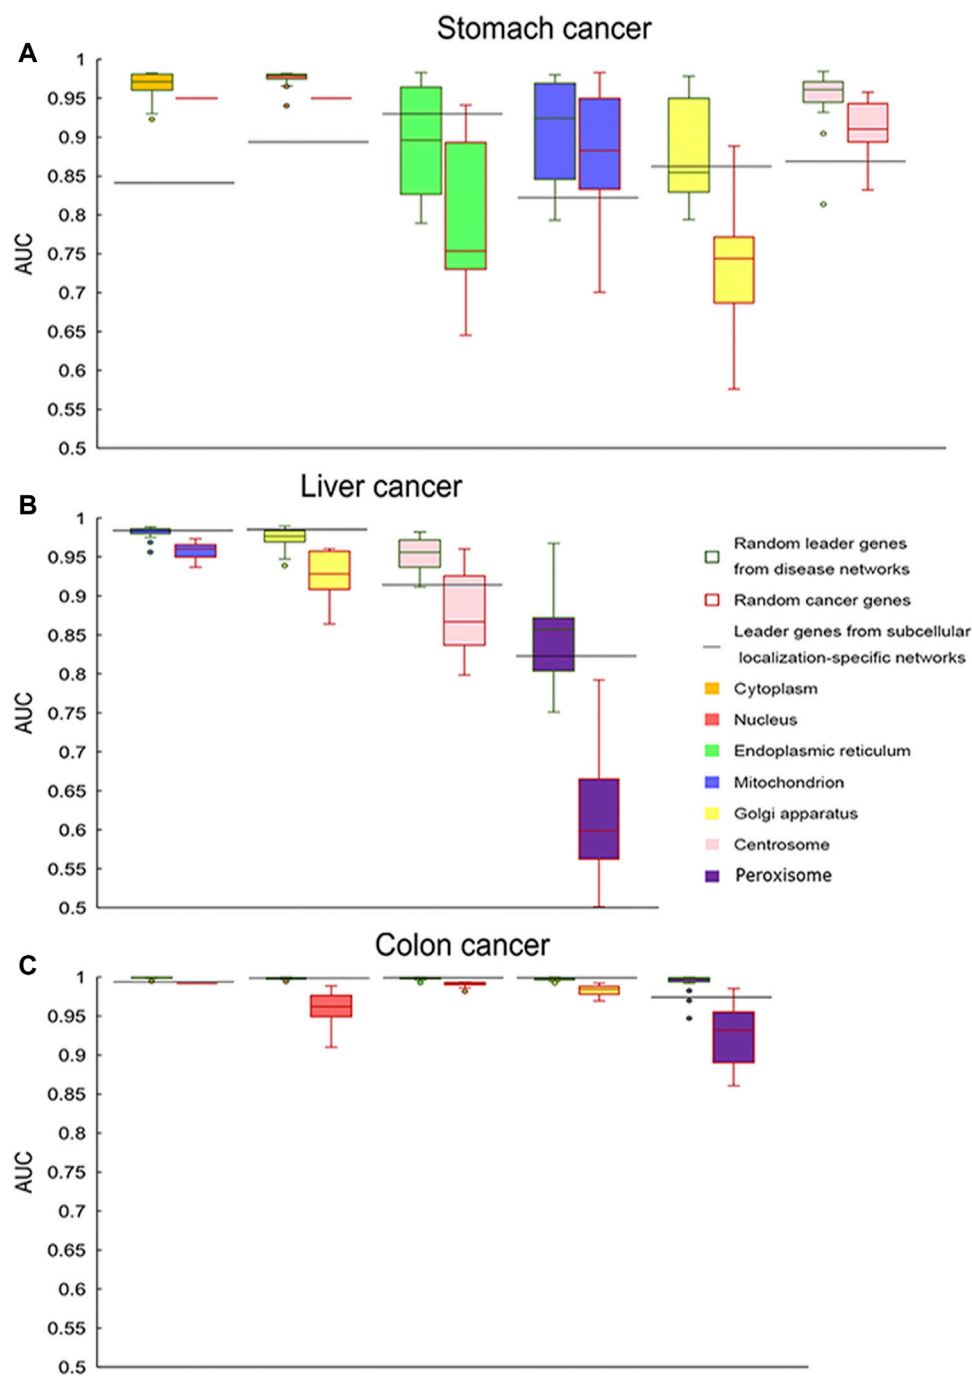 Stomach cancer
A
AUC
1
0.95
0.9
0.85
0.8
0.75
0.7
0.65
0.6
0.55
0.5
Liver cancer
B
AUC
1
0.95
0.9
0.85
0.8
0.75
0.7
0.65
0.6
0.55
0.5
Random leader genes
from disease networks
Random cancer genes
Leader genes from subcellular
localization-specific networks
Cytoplasm
Nucleus
Endoplasmic reticulum
Mitochondrion
Golgi apparatus
Centrosome
Peroxisome
Colon cancer
C
AUC
1
0.95
0.9
0.85
0.8
0.75
0.7
0.65
0.6
0.55
0.5